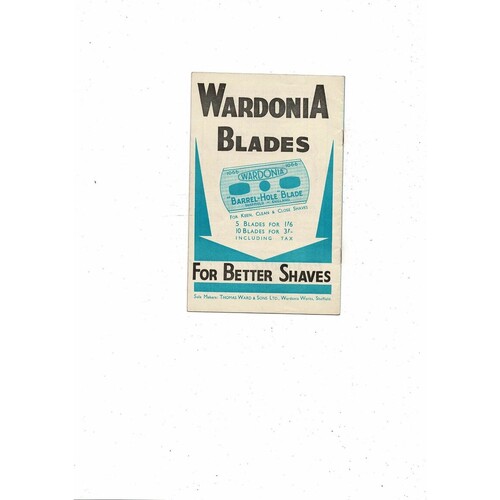 WARDONIA
BLADES
WARDONIA
"BARREL-HOLE" BLADE
FOR KEEN, CLEAN & CLOSE SHAVES
5 BLADES FOR 1/6
10 BLADES FOR 3/-
INCLUDING TAX
FOR BETTER SHAVES
Sole Makers: THOMAS WARD & SONS LTD., Wardonia Works, Sheffield